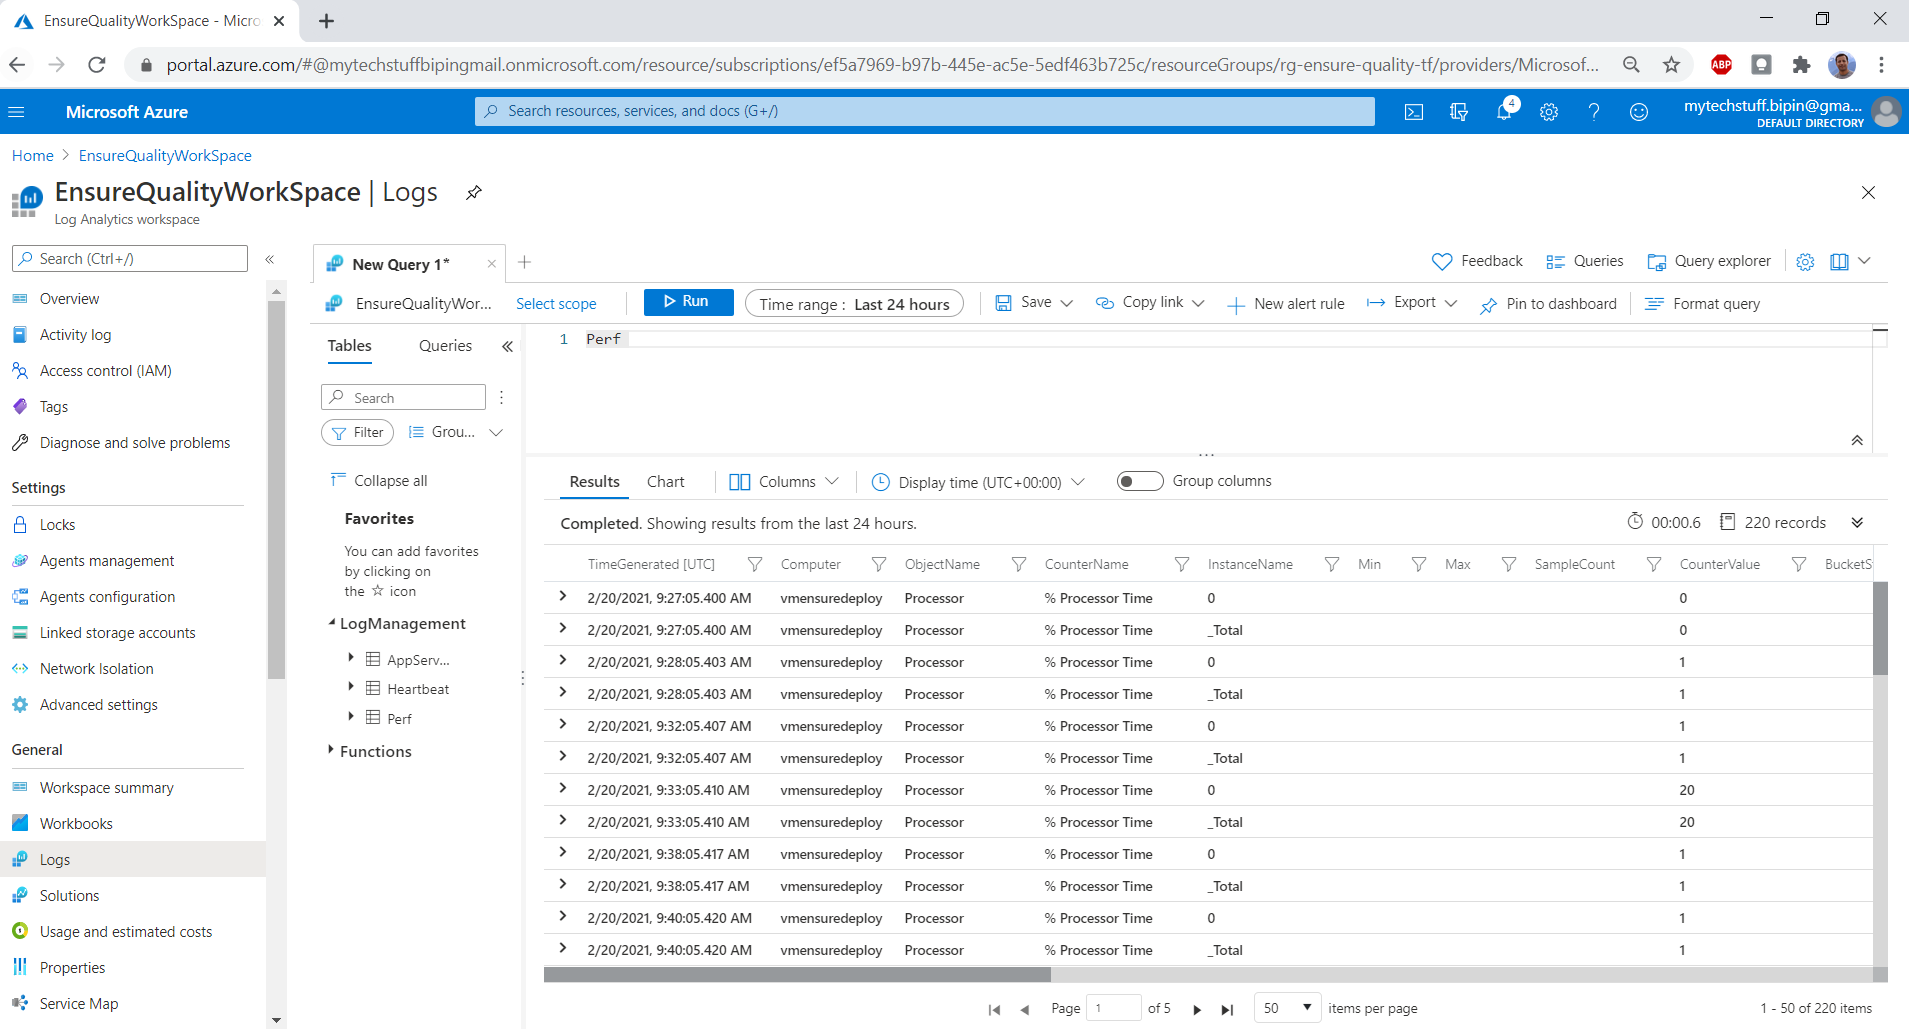 EnsureQualityWorkSpace - Micro
portal.azure.com/#@mytechstuffbipingmail.onmicrosoft.com/resource/subscriptions/ef5a7969-b97b-445e-ac5e-5edf463b725c/resourceGroups/rg-ensure-quality-tf/providers/Microsof...
ABP
Microsoft Azure
Search resources, services, and docs (G+/)
4
mytechstuff.bipin@gma...
DEFAULT DIRECTORY
Home > EnsureQualityWorkSpace
EnsureQualityWorkSpace | Logs
Log Analytics workspace
Search (Ctrl+/)
Overview
Activity log
Access control (IAM)
Tags
Diagnose and solve problems
Settings
Locks
Agents management
Agents configuration
Linked storage accounts
Network Isolation
Advanced settings
General
Workspace summary
Workbooks
Logs
Solutions
Usage and estimated costs
Properties
Service Map
New Query 1*
Feedback Queries Query explorer
EnsureQualityWor... Select scope Run Time range : Last 24 hours Save Copy link New alert rule Export Pin to dashboard Format query
Tables Queries
Search
Filter Grou...
Collapse all
Favorites
You can add favorites
by clicking on
the ☆ icon
LogManagement
AppServ...
Heartbeat
Perf
Functions
1 Perf
Results Chart Columns Display time (UTC+00:00) Group columns
Completed. Showing results from the last 24 hours. 00:00.6 220 records
TimeGenerated [UTC] Computer ObjectName CounterName InstanceName Min Max SampleCount CounterValue BucketS
2/20/2021, 9:27:05.400 AM vmensuredeploy Processor % Processor Time 0 0
2/20/2021, 9:27:05.400 AM vmensuredeploy Processor % Processor Time _Total 0
2/20/2021, 9:28:05.403 AM vmensuredeploy Processor % Processor Time 0 1
2/20/2021, 9:28:05.403 AM vmensuredeploy Processor % Processor Time _Total 1
2/20/2021, 9:32:05.407 AM vmensuredeploy Processor % Processor Time 0 1
2/20/2021, 9:32:05.407 AM vmensuredeploy Processor % Processor Time _Total 1
2/20/2021, 9:33:05.410 AM vmensuredeploy Processor % Processor Time 0 20
2/20/2021, 9:33:05.410 AM vmensuredeploy Processor % Processor Time _Total 20
2/20/2021, 9:38:05.417 AM vmensuredeploy Processor % Processor Time 0 1
2/20/2021, 9:38:05.417 AM vmensuredeploy Processor % Processor Time _Total 1
2/20/2021, 9:40:05.420 AM vmensuredeploy Processor % Processor Time 0 1
2/20/2021, 9:40:05.420 AM vmensuredeploy Processor % Processor Time _Total 1
Page 1 of 5 50 items per page 1 - 50 of 220 items